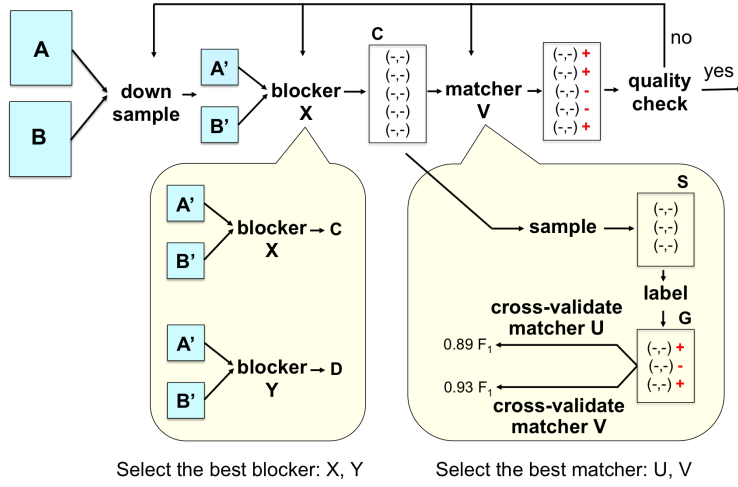 A
B
down
sample
A'
B'
blocker
X
C
(-,-)
(-,-)
(-,-)
(-,-)
(-,-)
matcher
V
(-,-) +
(-,-) +
(-,-) -
(-,-) -
(-,-) +
quality
check
no
yes
A'
B'
blocker
X
C
A'
B'
blocker
Y
D
sample
S
(-,-)
(-,-)
(-,-)
label
G
(-,-) +
(-,-) -
(-,-) +
cross-validate
matcher U
0.89 F1
0.93 F1
cross-validate
matcher V
Select the best blocker: X, Y
Select the best matcher: U, V